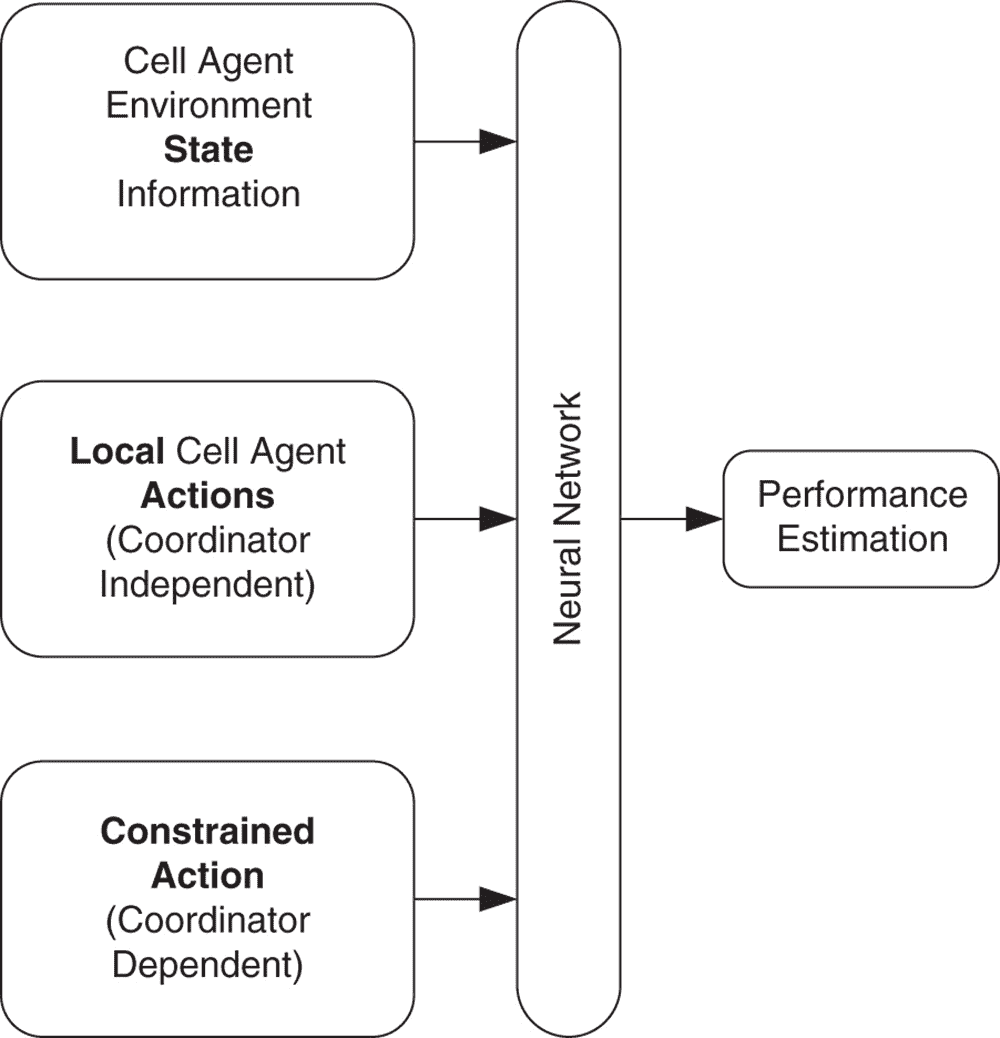 Cell Agent
Environment
State
Information
Local Cell Agent
Actions
(Coordinator
Independent)
Constrained
Action
(Coordinator
Dependent)
Neural Network
Performance
Estimation